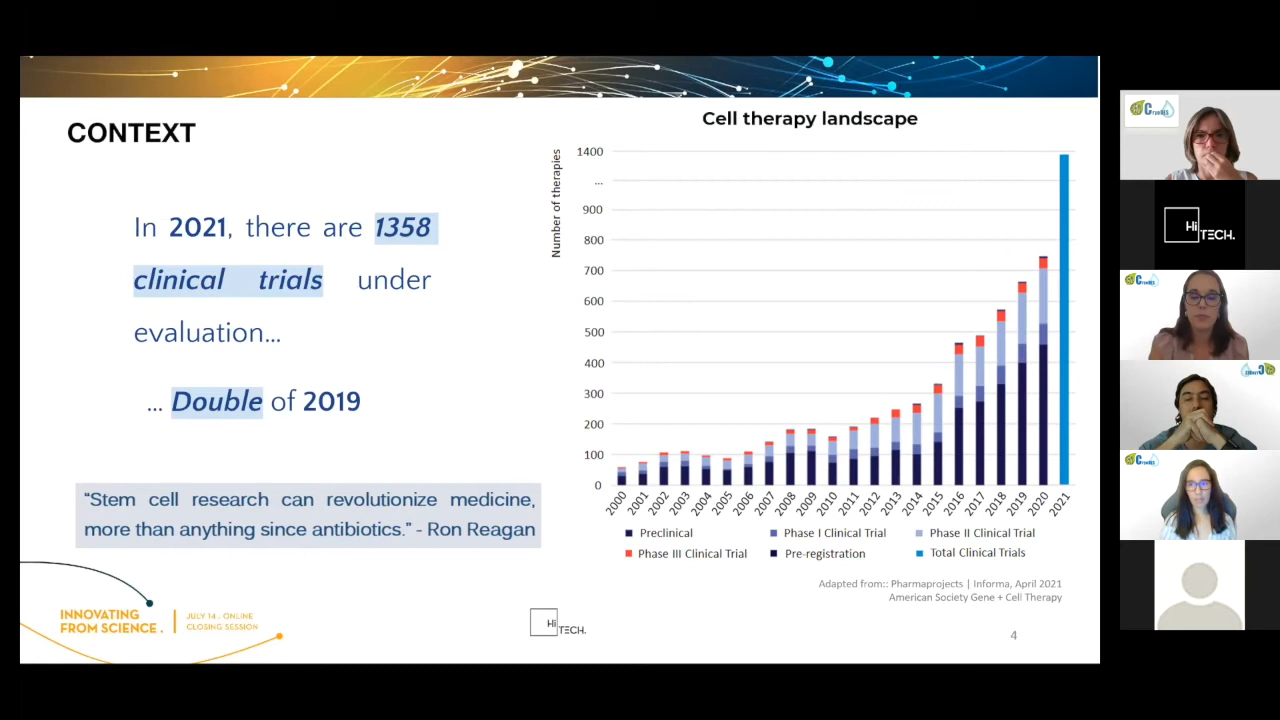 CONTEXT
In 2021, there are 1358
clinical trials under
evaluation...
... Double of 2019
“Stem cell research can revolutionize medicine,
more than anything since antibiotics.” - Ron Reagan
Cell therapy landscape
Number of therapies
1400
...
900
800
700
600
500
400
300
200
100
0
2000
2001
2002
2003
2004
2005
2006
2007
2008
2009
2010
2011
2012
2013
2014
2015
2016
2017
2018
2019
2020
2021
Preclinical
Phase I Clinical Trial
Phase II Clinical Trial
Phase III Clinical Trial
Pre-registration
Total Clinical Trials
Adapted from:: Pharmaprojects | Informa, April 2021
American Society Gene + Cell Therapy
INNOVATING
FROM SCIENCE .
JULY 14 . ONLINE
CLOSING SESSION
Hi
TECH.
4
Hi
TECH.